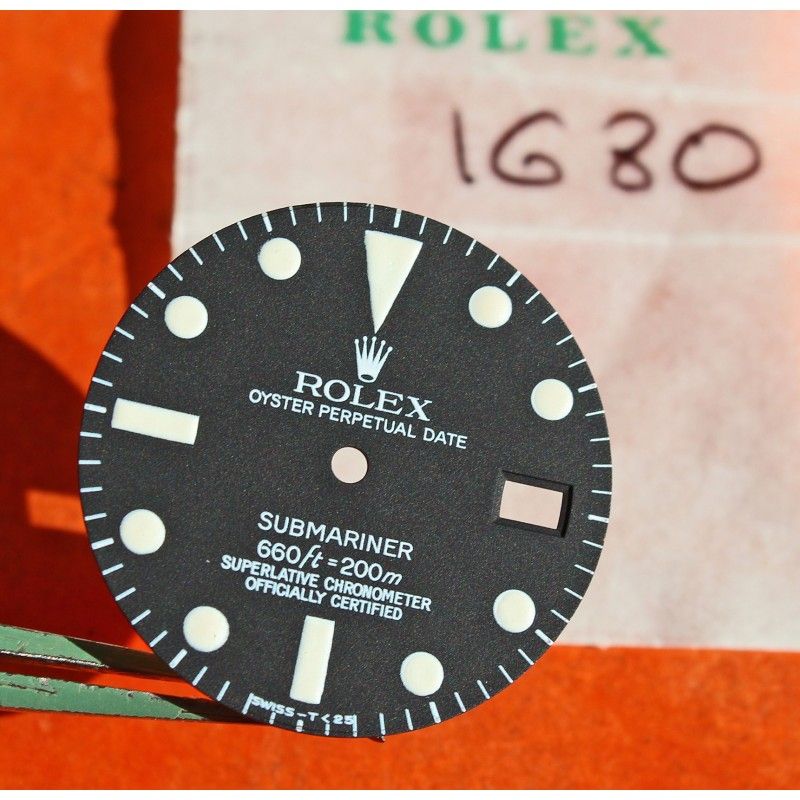 ROLEX
1680
ROLEX
OYSTER PERPETUAL DATE
SUBMARINER
660ft=200m
SUPERLATIVE CHRONOMETER
OFFICIALLY CERTIFIED
SWISS-T<25